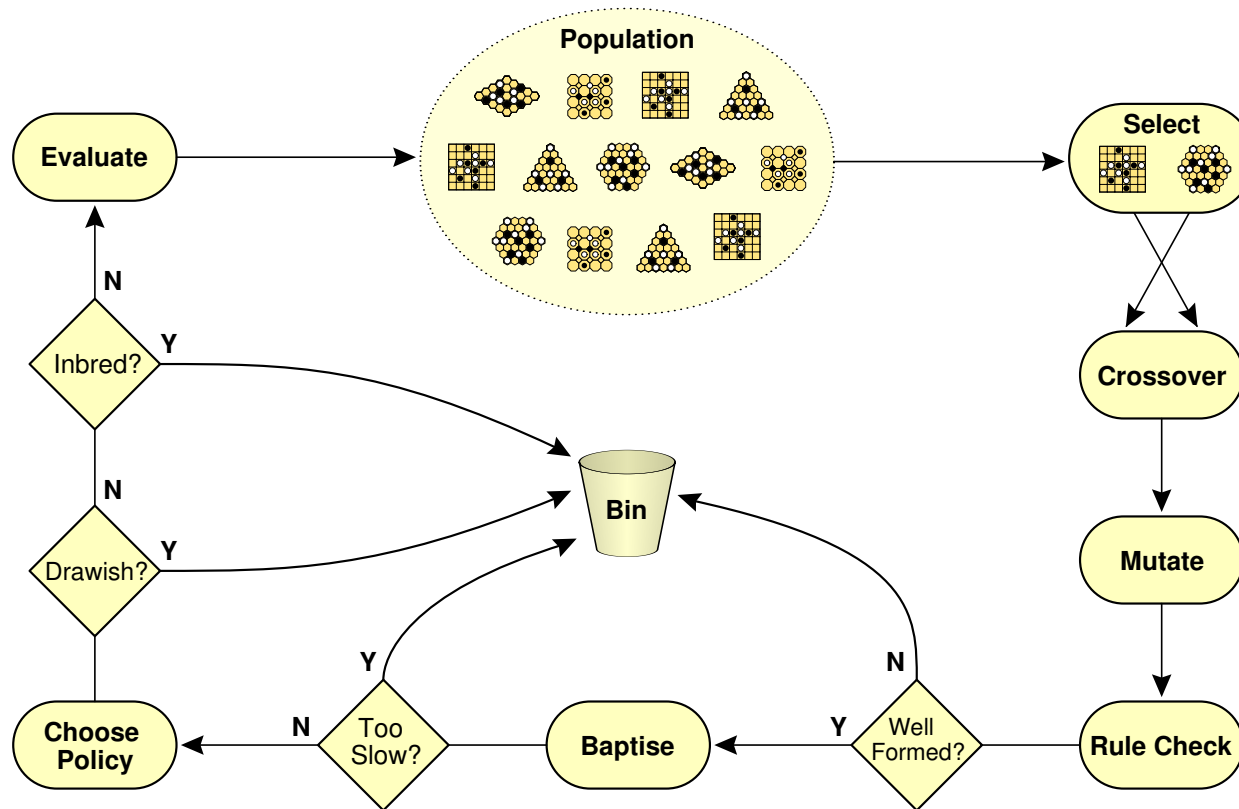 Population
Select
Evaluate
N
Inbred?
Y
Crossover
N
Bin
Drawish?
Y
Mutate
Y
N
Choose
Policy
N
Too
Slow?
Baptise
Y
Well
Formed?
Rule Check